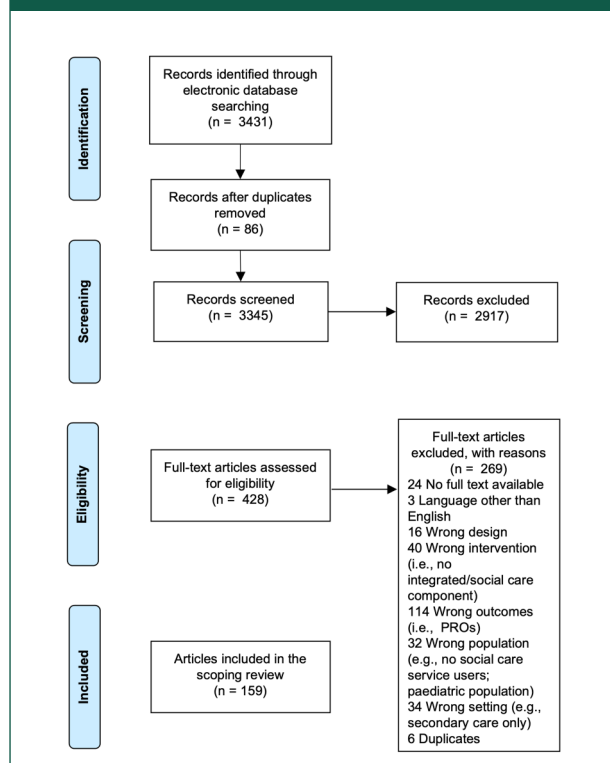 Identification
Records identified through
electronic database
searching
(n = 3431)
Records after duplicates
removed
(n = 86)
Screening
Records screened
(n = 3345)
Records excluded
(n = 2917)
Eligibility
Full-text articles assessed
for eligibility
(n = 428)
Full-text articles
excluded, with reasons
(n = 269)
24 No full text available
3 Language other than
English
16 Wrong design
40 Wrong intervention
(i.e., no
integrated/social care
component)
114 Wrong outcomes
(i.e., PROs)
32 Wrong population
(e.g., no social care
service users;
paediatric population)
34 Wrong setting (e.g.,
secondary care only)
6 Duplicates
Included
Articles included in the
scoping review
(n = 159)